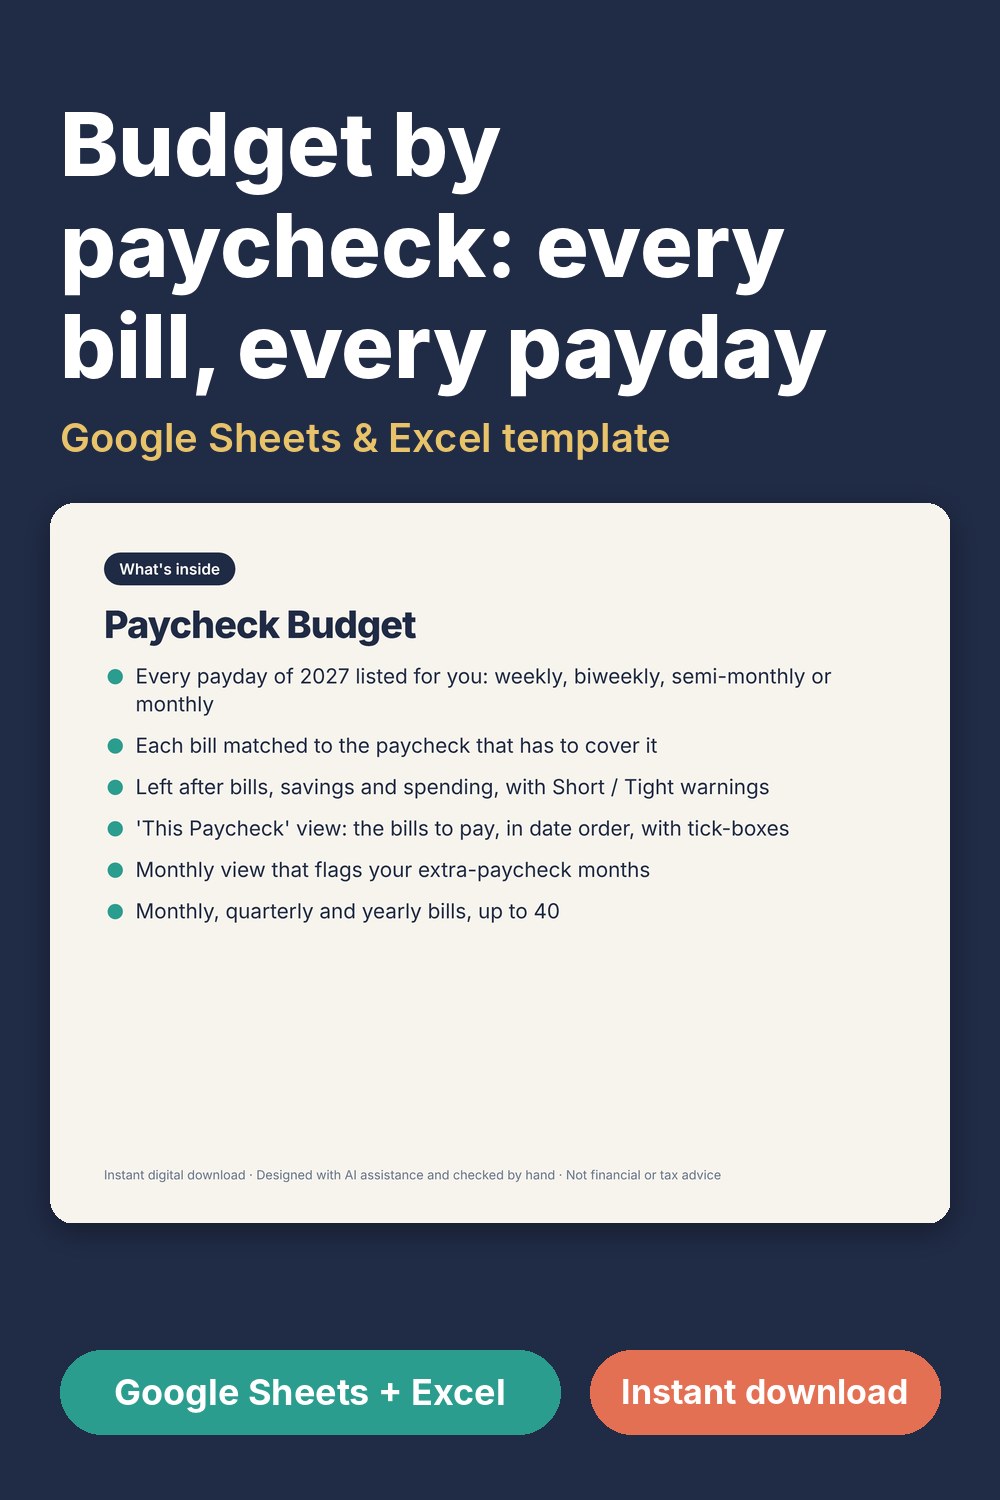 Budget by
paycheck: every
bill, every payday
Google Sheets & Excel template
What's inside
Paycheck Budget
Every payday of 2027 listed for you: weekly, biweekly, semi-monthly or
monthly
Each bill matched to the paycheck that has to cover it
Left after bills, savings and spending, with Short / Tight warnings
'This Paycheck' view: the bills to pay, in date order, with tick-boxes
Monthly view that flags your extra-paycheck months
Monthly, quarterly and yearly bills, up to 40
Instant digital download · Designed with AI assistance and checked by hand · Not financial or tax advice
Google Sheets + Excel
Instant download